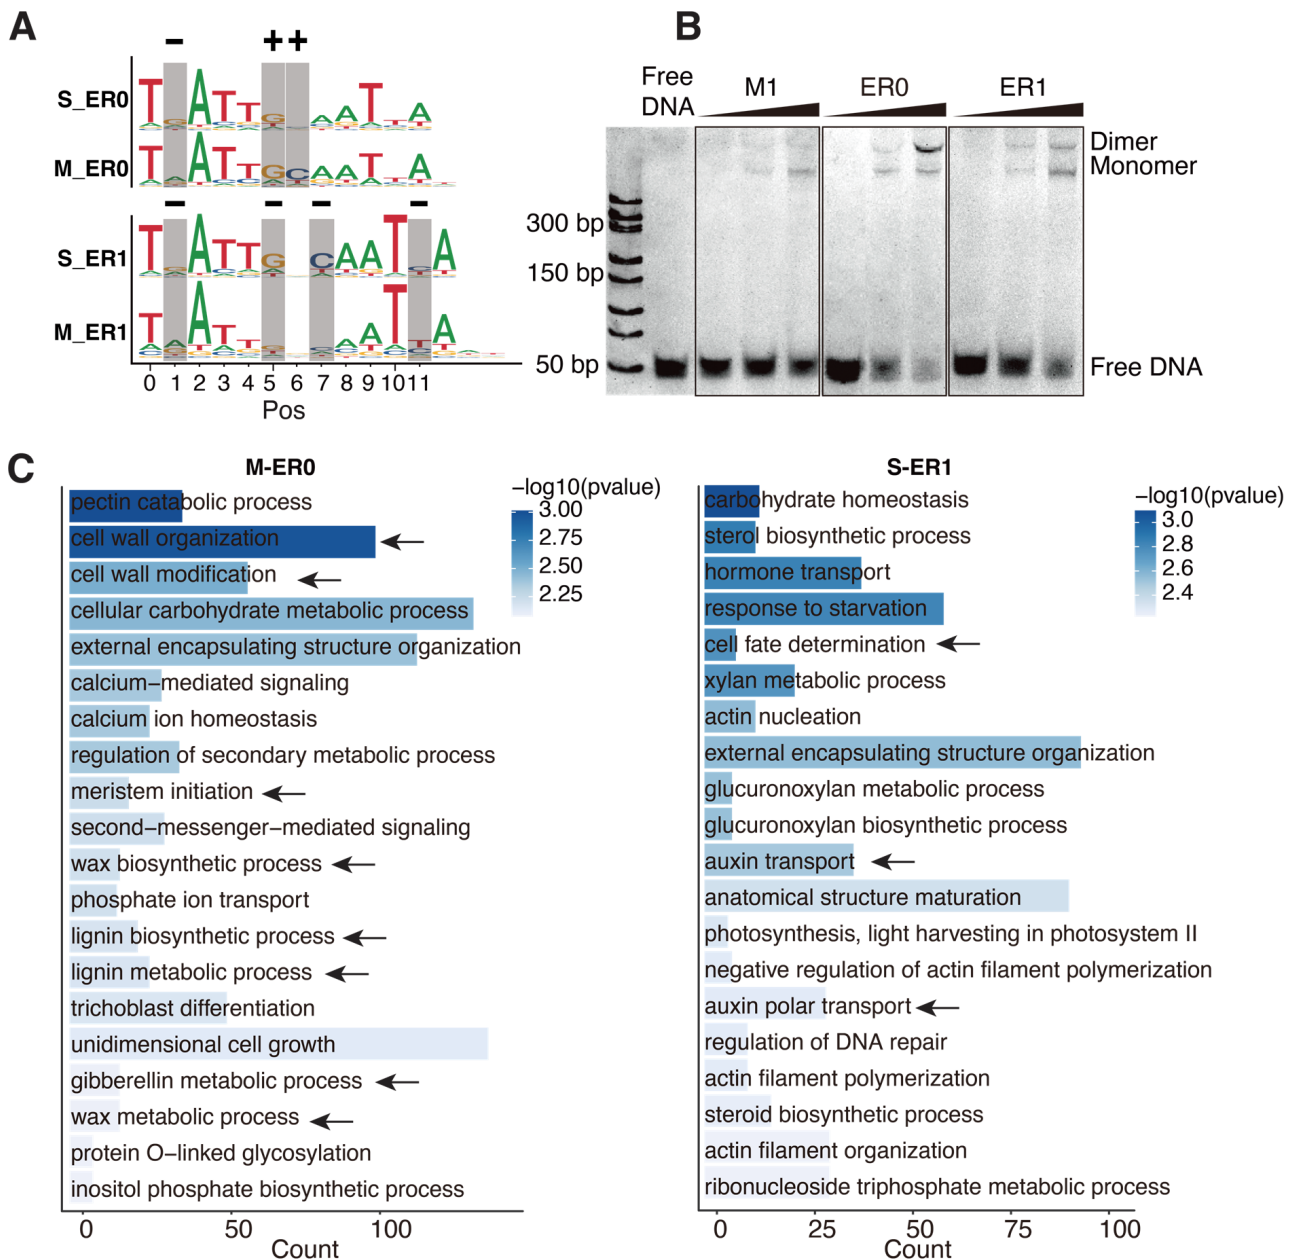 A
− ++
S_ER0
M_ER0
− − − −
S_ER1
M_ER1
0 1 2 3 4 5 6 7 8 9 10 11
Pos
B
Free DNA
M1
ER0
ER1
Dimer
Monomer
300 bp
150 bp
50 bp
Free DNA
C
M-ER0
pectin catabolic process
cell wall organization
cell wall modification
cellular carbohydrate metabolic process
external encapsulating structure organization
calcium−mediated signaling
calcium ion homeostasis
regulation of secondary metabolic process
meristem initiation
second−messenger−mediated signaling
wax biosynthetic process
phosphate ion transport
lignin biosynthetic process
lignin metabolic process
trichoblast differentiation
unidimensional cell growth
gibberellin metabolic process
wax metabolic process
protein O−linked glycosylation
inositol phosphate biosynthetic process
0 50 100
Count
−log10(pvalue)
3.00
2.75
2.50
2.25
S-ER1
carbohydrate homeostasis
sterol biosynthetic process
hormone transport
response to starvation
cell fate determination
xylan metabolic process
actin nucleation
external encapsulating structure organization
glucuronoxylan metabolic process
glucuronoxylan biosynthetic process
auxin transport
anatomical structure maturation
photosynthesis, light harvesting in photosystem II
negative regulation of actin filament polymerization
auxin polar transport
regulation of DNA repair
actin filament polymerization
steroid biosynthetic process
actin filament organization
ribonucleoside triphosphate metabolic process
0 25 50 75 100
Count
−log10(pvalue)
3.0
2.8
2.6
2.4